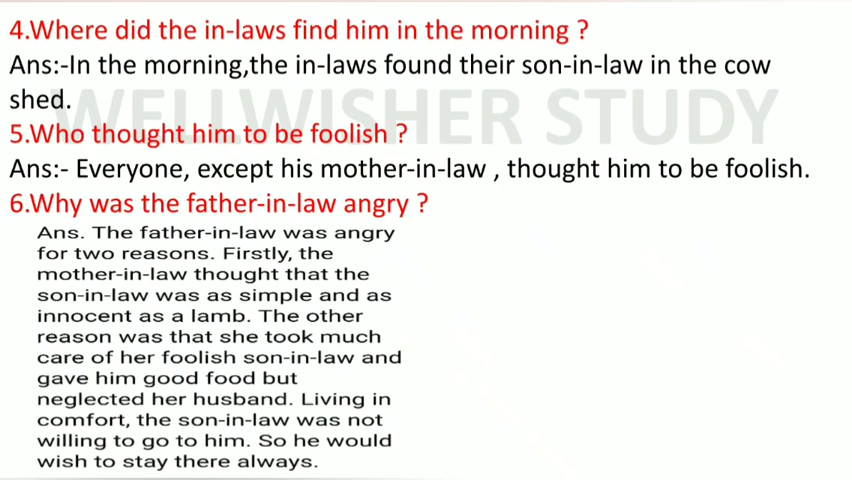 4.Where did the in-laws find him in the morning ?
Ans:-In the morning,the in-laws found their son-in-law in the cow
shed.
WELLWISHER STUDY
5.Who thought him to be foolish ?
Ans:- Everyone, except his mother-in-law , thought him to be foolish.
6.Why was the father-in-law angry ?
Ans. The father-in-law was angry
for two reasons. Firstly, the
mother-in-law thought that the
son-in-law was as simple and as
innocent as a lamb. The other
reason was that she took much
care of her foolish son-in-law and
gave him good food but
neglected her husband. Living in
comfort, the son-in-law was not
willing to go to him. So he would
wish to stay there always.